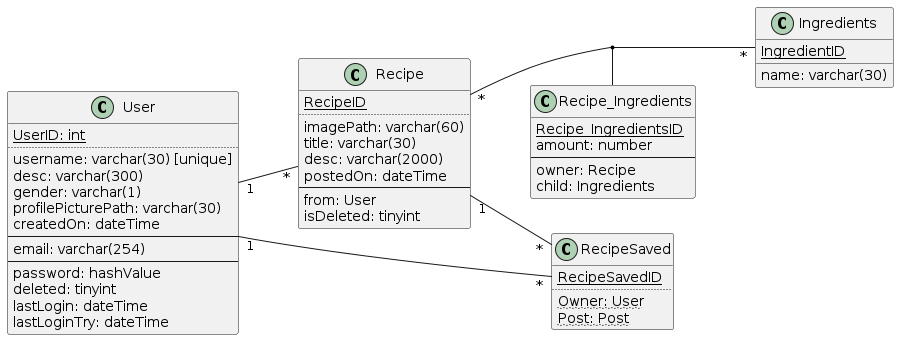 C User
UserID: int
username: varchar(30) [unique]
desc: varchar(300)
gender: varchar(1)
profilePicturePath: varchar(30)
createdOn: dateTime
email: varchar(254)
password: hashValue
deleted: tinyint
lastLogin: dateTime
lastLoginTry: dateTime
1
*
1
*
C Recipe
RecipeID
imagePath: varchar(60)
title: varchar(30)
desc: varchar(2000)
postedOn: dateTime
from: User
isDeleted: tinyint
*
*
1
*
C Recipe_Ingredients
Recipe_IngredientsID
amount: number
owner: Recipe
child: Ingredients
C RecipeSaved
RecipeSavedID
Owner: User
Post: Post
C Ingredients
IngredientID
name: varchar(30)